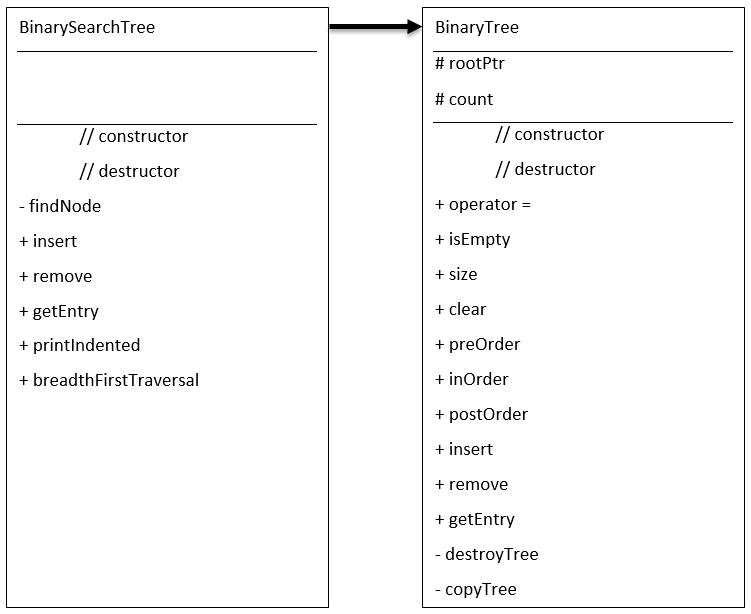 BinarySearchTree
// constructor
// destructor
- findNode
+ insert
+ remove
+ getEntry
+ printIndented
+ breadthFirstTraversal
BinaryTree
# rootPtr
# count
// constructor
// destructor
+ operator =
+ isEmpty
+ size
+ clear
+ preOrder
+ inOrder
+ postOrder
+ insert
+ remove
+ getEntry
- destroyTree
- copyTree